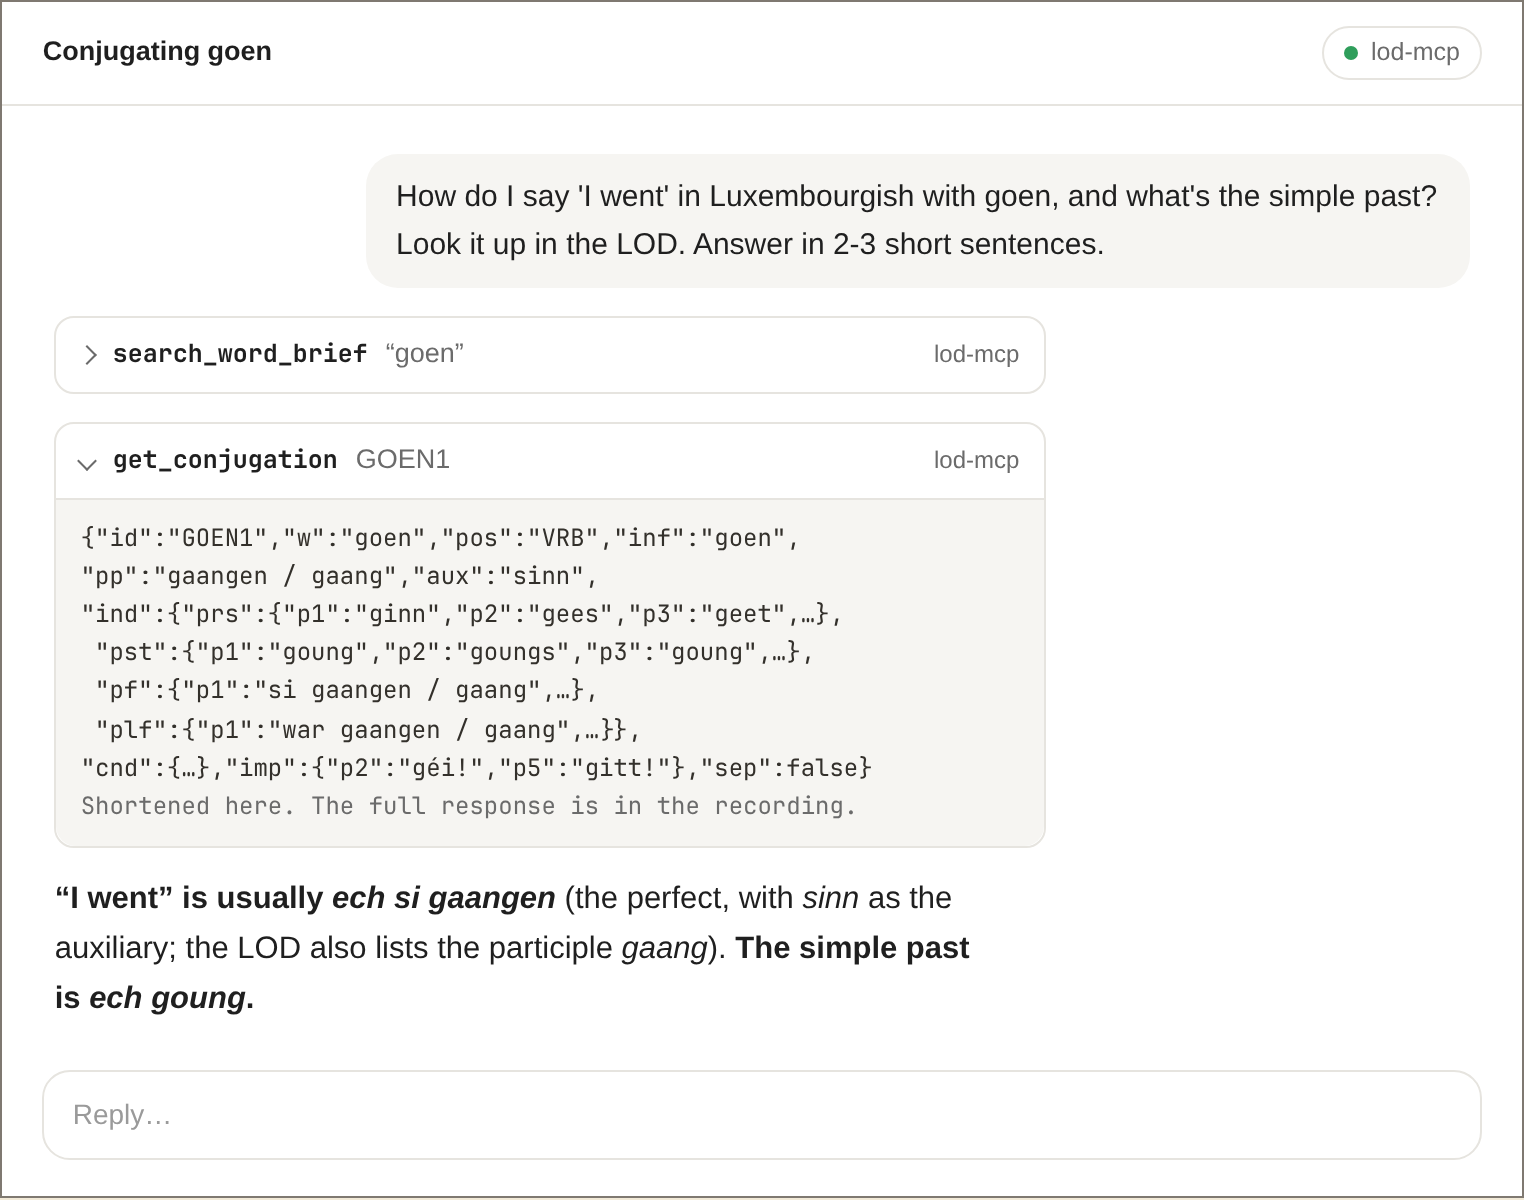 Conjugating goen
lod-mcp
How do I say 'I went' in Luxembourgish with goen, and what's the simple past?
Look it up in the LOD. Answer in 2-3 short sentences.
search_word_brief “goen” lod-mcp
get_conjugation GOEN1 lod-mcp
{"id":"GOEN1","w":"goen","pos":"VRB","inf":"goen",
"pp":"gaangen / gaang","aux":"sinn",
"ind":{"prs":{"p1":"ginn","p2":"gees","p3":"geet",…},
"pst":{"p1":"goung","p2":"goungs","p3":"goung",…},
"pf":{"p1":"si gaangen / gaang",…},
"plf":{"p1":"war gaangen / gaang",…}},
"cnd":{…},"imp":{"p2":"géi!","p5":"gitt!"},"sep":false}
Shortened here. The full response is in the recording.
“I went” is usually ech si gaangen (the perfect, with sinn as the
auxiliary; the LOD also lists the participle gaang). The simple past
is ech goung.
Reply…